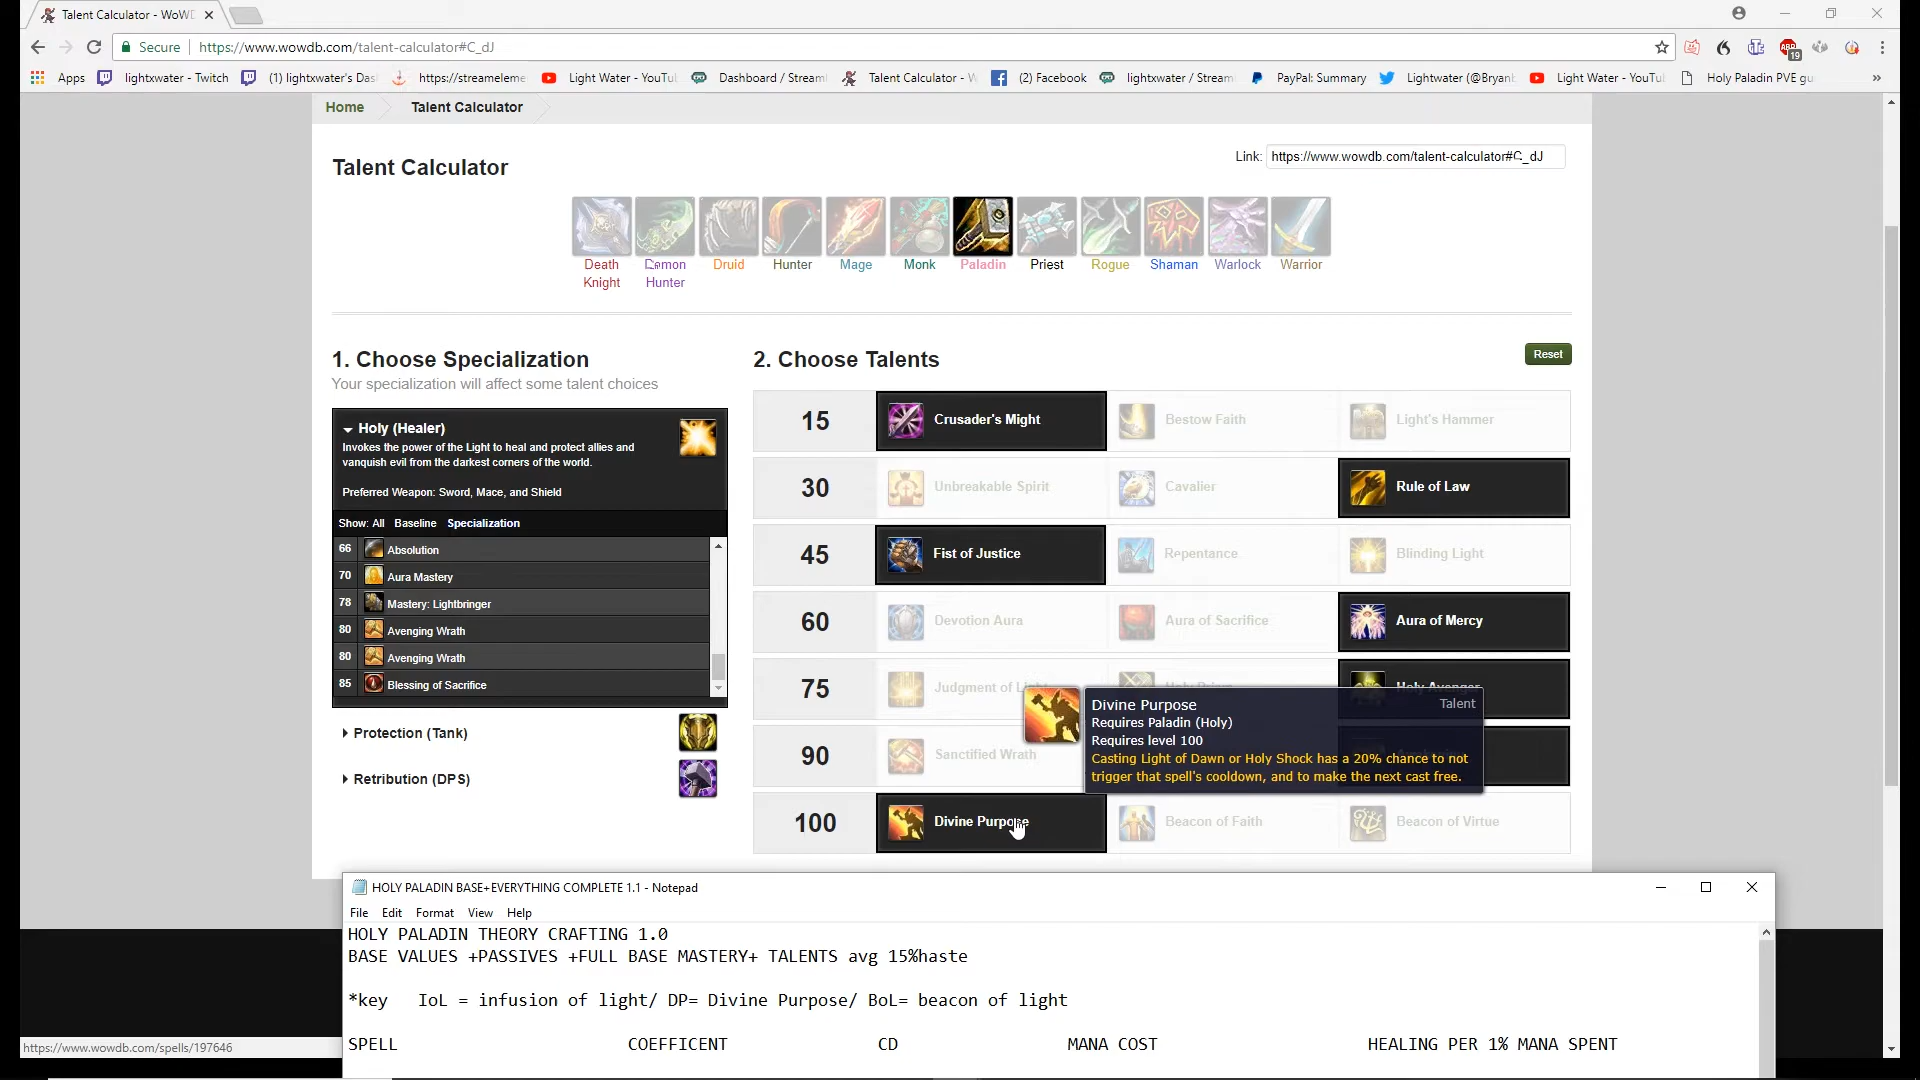 Talent Calculator - WoWD
Secure
https://www.wowdb.com/talent-calculator#C_dJ
19
Apps
lightxwater - Twitch
(1) lightxwater's Das
https://streameleme
Light Water - YouTu
Dashboard / Stream
Talent Calculator - W
(2) Facebook
lightxwater / Stream
PayPal: Summary
Lightwater (@Bryan
Light Water - YouTu
Holy Paladin PVE gu
»
Home
Talent Calculator
Talent Calculator
Link:
https://www.wowdb.com/talent-calculator#C_dJ
Death Knight
Demon Hunter
Druid
Hunter
Mage
Monk
Paladin
Priest
Rogue
Shaman
Warlock
Warrior
1. Choose Specialization
Your specialization will affect some talent choices
Holy (Healer)
Invokes the power of the Light to heal and protect allies and
vanquish evil from the darkest corners of the world.
Preferred Weapon: Sword, Mace, and Shield
Show: All Baseline Specialization
66 Absolution
70 Aura Mastery
78 Mastery: Lightbringer
80 Avenging Wrath
80 Avenging Wrath
85 Blessing of Sacrifice
Protection (Tank)
Retribution (DPS)
2. Choose Talents
Reset
15 Crusader's Might Bestow Faith Light's Hammer
30 Unbreakable Spirit Cavalier Rule of Law
45 Fist of Justice Repentance Blinding Light
60 Devotion Aura Aura of Sacrifice Aura of Mercy
75 Judgment of Light Holy Avenger
90 Sanctified Wrath
100 Divine Purpose Beacon of Faith Beacon of Virtue
Divine Purpose
Talent
Requires Paladin (Holy)
Requires level 100
Casting Light of Dawn or Holy Shock has a 20% chance to not
trigger that spell's cooldown, and to make the next cast free.
HOLY PALADIN BASE+EVERYTHING COMPLETE 1.1 - Notepad
File Edit Format View Help
HOLY PALADIN THEORY CRAFTING 1.0
BASE VALUES +PASSIVES +FULL BASE MASTERY+ TALENTS avg 15%haste
*key IoL = infusion of light/ DP= Divine Purpose/ BoL= beacon of light
SPELL COEFFICENT CD MANA COST HEALING PER 1% MANA SPENT
https://www.wowdb.com/spells/197646